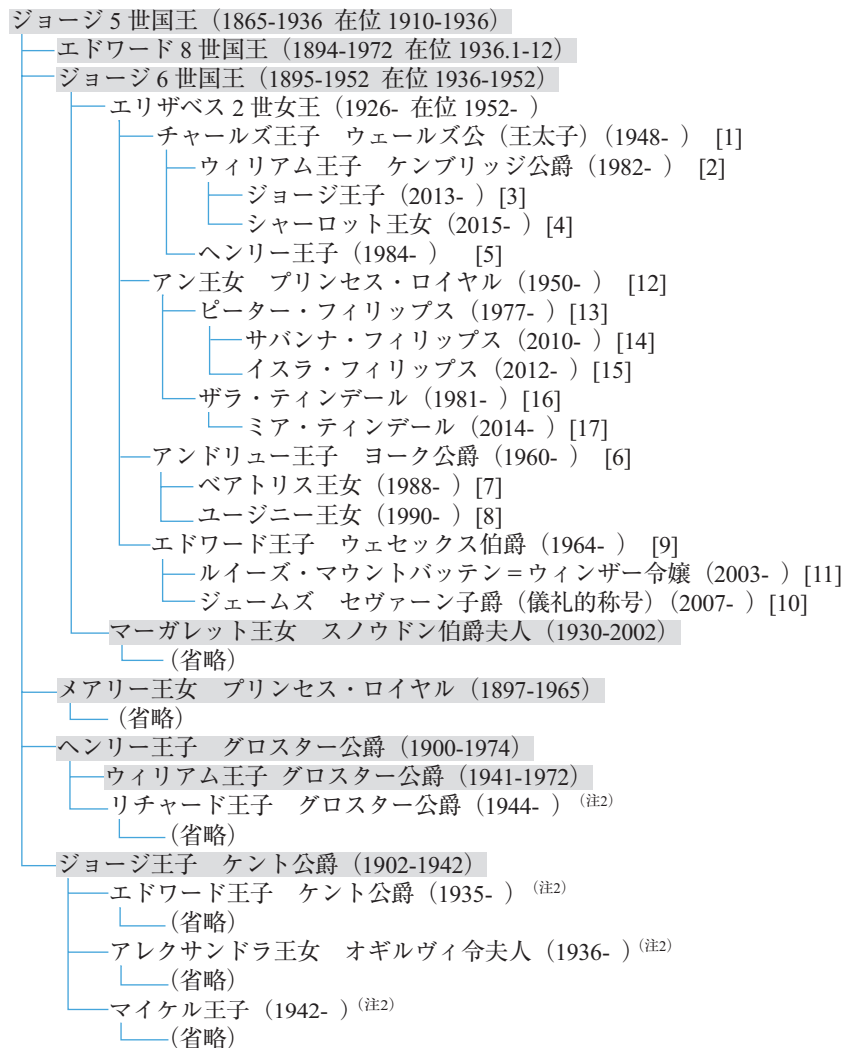 ジョージ 5 世国王（1865-1936 在位 1910-1936）
エドワード 8 世国王（1894-1972 在位 1936.1-12）
ジョージ 6 世国王（1895-1952 在位 1936-1952）
エリザベス 2 世女王（1926- 在位 1952- ）
チャールズ王子　ウェールズ公（王太子）（1948- ） [1]
ウィリアム王子　ケンブリッジ公爵（1982- ） [2]
ジョージ王子（2013- ）[3]
シャーロット王女（2015- ）[4]
ヘンリー王子（1984- ） [5]
アン王女　プリンセス・ロイヤル（1950- ） [12]
ピーター・フィリップス（1977- ）[13]
サバンナ・フィリップス（2010- ）[14]
イスラ・フィリップス（2012- ）[15]
ザラ・ティンデール（1981- ）[16]
ミア・ティンデール（2014- ）[17]
アンドリュー王子　ヨーク公爵（1960- ） [6]
ベアトリス王女（1988- ）[7]
ユージニー王女（1990- ）[8]
エドワード王子　ウェセックス伯爵（1964- ） [9]
ルイーズ・マウントバッテン＝ウィンザー令嬢（2003- ）[11]
ジェームズ　セヴァーン子爵（儀礼的称号）（2007- ）[10]
マーガレット王女　スノウドン伯爵夫人（1930-2002）
（省略）
メアリー王女　プリンセス・ロイヤル（1897-1965）
（省略）
ヘンリー王子　グロスター公爵（1900-1974）
ウィリアム王子 グロスター公爵（1941-1972）
リチャード王子　グロスター公爵（1944- ）（注2）
（省略）
ジョージ王子　ケント公爵（1902-1942）
エドワード王子　ケント公爵（1935- ）（注2）
（省略）
アレクサンドラ王女　オギルヴィ令夫人（1936- ）（注2）
（省略）
マイケル王子（1942- ）（注2）
（省略）